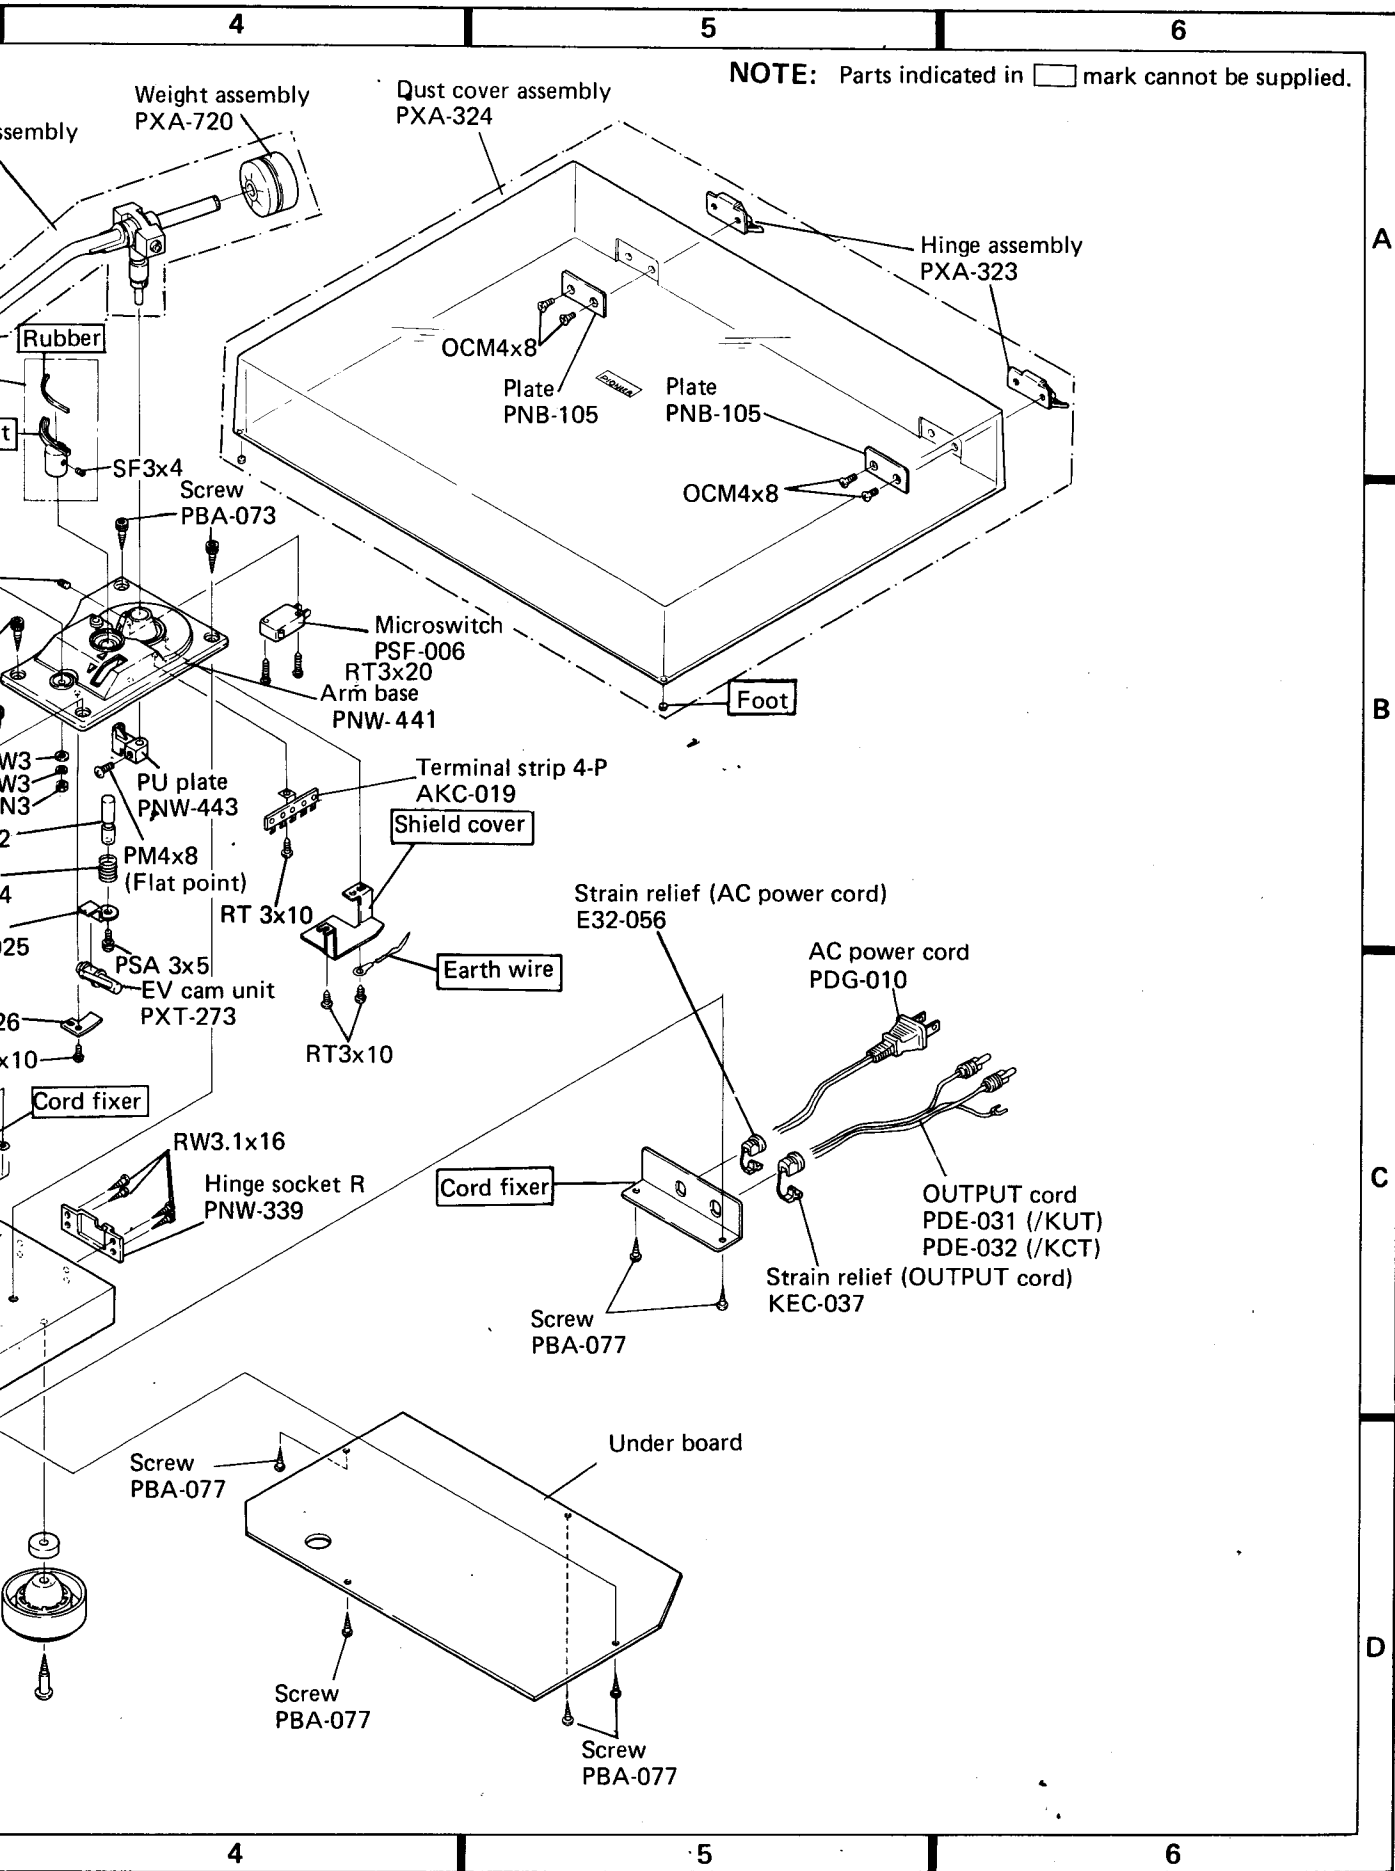 4
5
6
NOTE: Parts indicated in mark cannot be supplied.
Weight assembly
PXA-720
Dust cover assembly
PXA-324
ssembly
A
Hinge assembly
PXA-323
Rubber
OCM4x8
PIONEER
Plate
PNB-105
Plate
PNB-105
t
SF3x4
Screw
PBA-073
OCM4x8
Microswitch
PSF-006
RT3x20
Arm base
PNW-441
Foot
B
W3
W3
N3
PU plate
PNW-443
Terminal strip 4-P
AKC-019
Shield cover
2
PM4x8
(Flat point)
4
RT 3x10
Strain relief (AC power cord)
E32-056
025
PSA 3x5
EV cam unit
PXT-273
Earth wire
AC power cord
PDG-010
26
x10
RT3x10
Cord fixer
RW3.1x16
Hinge socket R
PNW-339
Cord fixer
C
OUTPUT cord
PDE-031 (/KUT)
PDE-032 (/KCT)
Strain relief (OUTPUT cord)
KEC-037
Screw
PBA-077
Under board
Screw
PBA-077
D
Screw
PBA-077
Screw
PBA-077
4
5
6